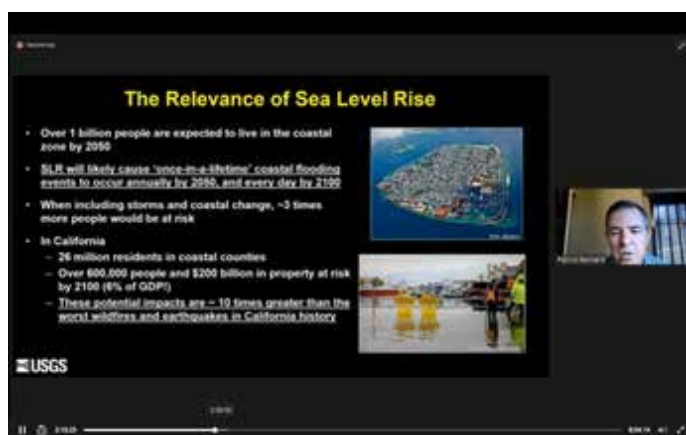 The Relevance of Sea Level Rise
• Over 1 billion people are expected to live in the coastal
zone by 2050
• SLR will likely cause 'once-in-a-lifetime' coastal flooding
events to occur annually by 2050, and every day by 2100
• When including storms and coastal change, ~3 times
more people would be at risk
• In California
– 26 million residents in coastal counties
– Over 600,000 people and $200 billion in property at risk
by 2100 (6% of GDP!)
– These potential impacts are ~ 10 times greater than the
worst wildfires and earthquakes in California history
USGS